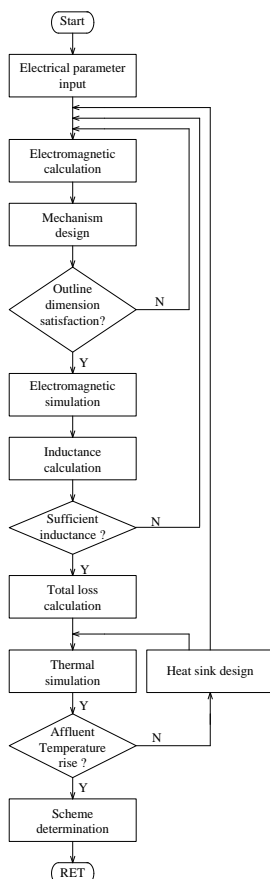 Start
Electrical parameter
input
Electromagnetic
calculation
Mechanism
design
Outline
dimension
satisfaction?
N
Y
Electromagnetic
simulation
Inductance
calculation
Sufficient
inductance ?
N
Y
Total loss
calculation
Thermal
simulation
Heat sink design
Y
Affluent
Temperature
rise ?
N
Y
Scheme
determination
RET